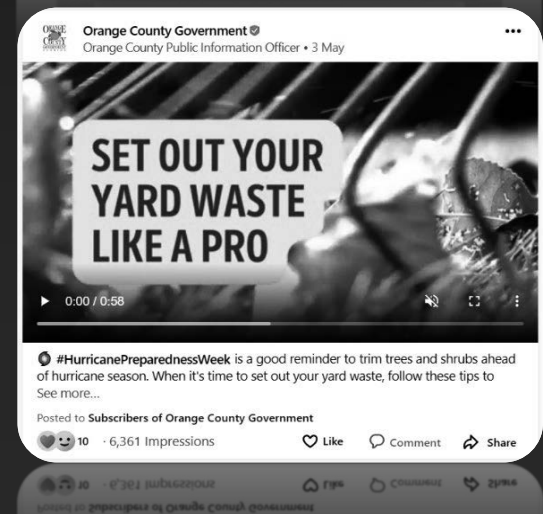 ORANGE
COUNTY
GOVERNMENT
Orange County Government
Orange County Public Information Officer • 3 May
SET OUT YOUR
YARD WASTE
LIKE A PRO
0:00 / 0:58
#HurricanePreparednessWeek is a good reminder to trim trees and shrubs ahead
of hurricane season. When it's time to set out your yard waste, follow these tips to
See more...
Posted to Subscribers of Orange County Government
10 · 6,361 Impressions Like Comment Share